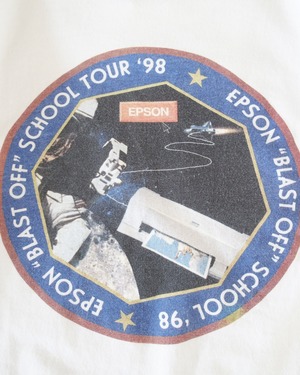 EPSON "BLAST OFF" SCHOOL TOUR '98
EPSON "BLAST OFF" SCHOOL '98
EPSON